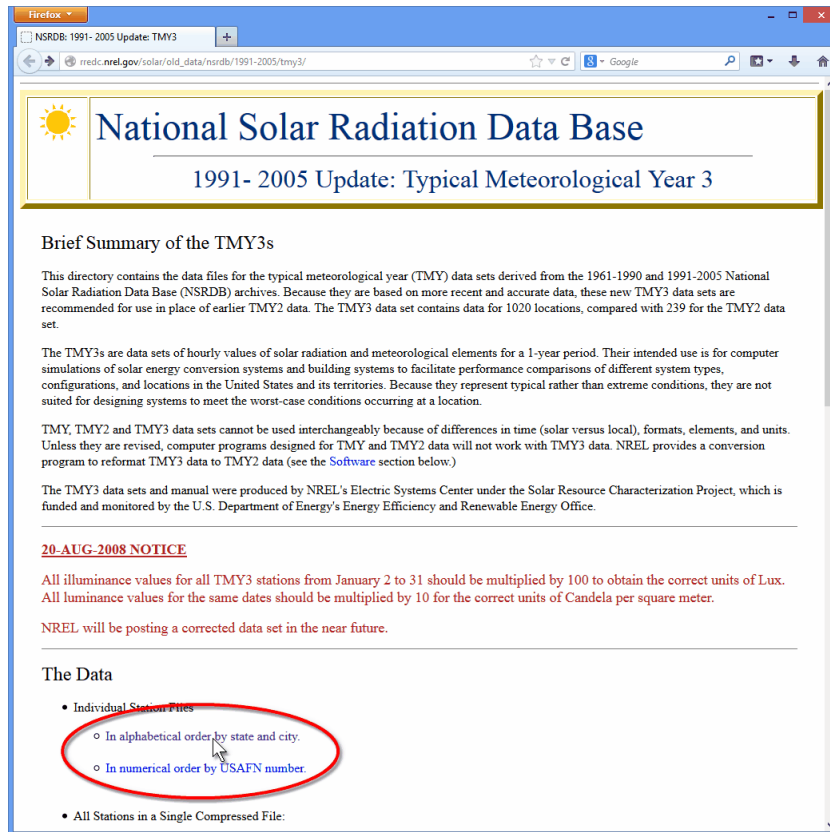 Firefox
NSRDB: 1991- 2005 Update: TMY3
rredc.nrel.gov/solar/old_data/nsrdb/1991-2005/tmy3/
Google
National Solar Radiation Data Base
1991- 2005 Update: Typical Meteorological Year 3
Brief Summary of the TMY3s
This directory contains the data files for the typical meteorological year (TMY) data sets derived from the 1961-1990 and 1991-2005 National
Solar Radiation Data Base (NSRDB) archives. Because they are based on more recent and accurate data, these new TMY3 data sets are
recommended for use in place of earlier TMY2 data. The TMY3 data set contains data for 1020 locations, compared with 239 for the TMY2 data
set.
The TMY3s are data sets of hourly values of solar radiation and meteorological elements for a 1-year period. Their intended use is for computer
simulations of solar energy conversion systems and building systems to facilitate performance comparisons of different system types,
configurations, and locations in the United States and its territories. Because they represent typical rather than extreme conditions, they are not
suited for designing systems to meet the worst-case conditions occurring at a location.
TMY, TMY2 and TMY3 data sets cannot be used interchangeably because of differences in time (solar versus local), formats, elements, and units.
Unless they are revised, computer programs designed for TMY and TMY2 data will not work with TMY3 data. NREL provides a conversion
program to reformat TMY3 data to TMY2 data (see the Software section below.)
The TMY3 data sets and manual were produced by NREL's Electric Systems Center under the Solar Resource Characterization Project, which is
funded and monitored by the U.S. Department of Energy's Energy Efficiency and Renewable Energy Office.
20-AUG-2008 NOTICE
All illuminance values for all TMY3 stations from January 2 to 31 should be multiplied by 100 to obtain the correct units of Lux.
All luminance values for the same dates should be multiplied by 10 for the correct units of Candela per square meter.
NREL will be posting a corrected data set in the near future.
The Data
• Individual Station Files
In alphabetical order by state and city.
In numerical order by USAFN number.
• All Stations in a Single Compressed File: